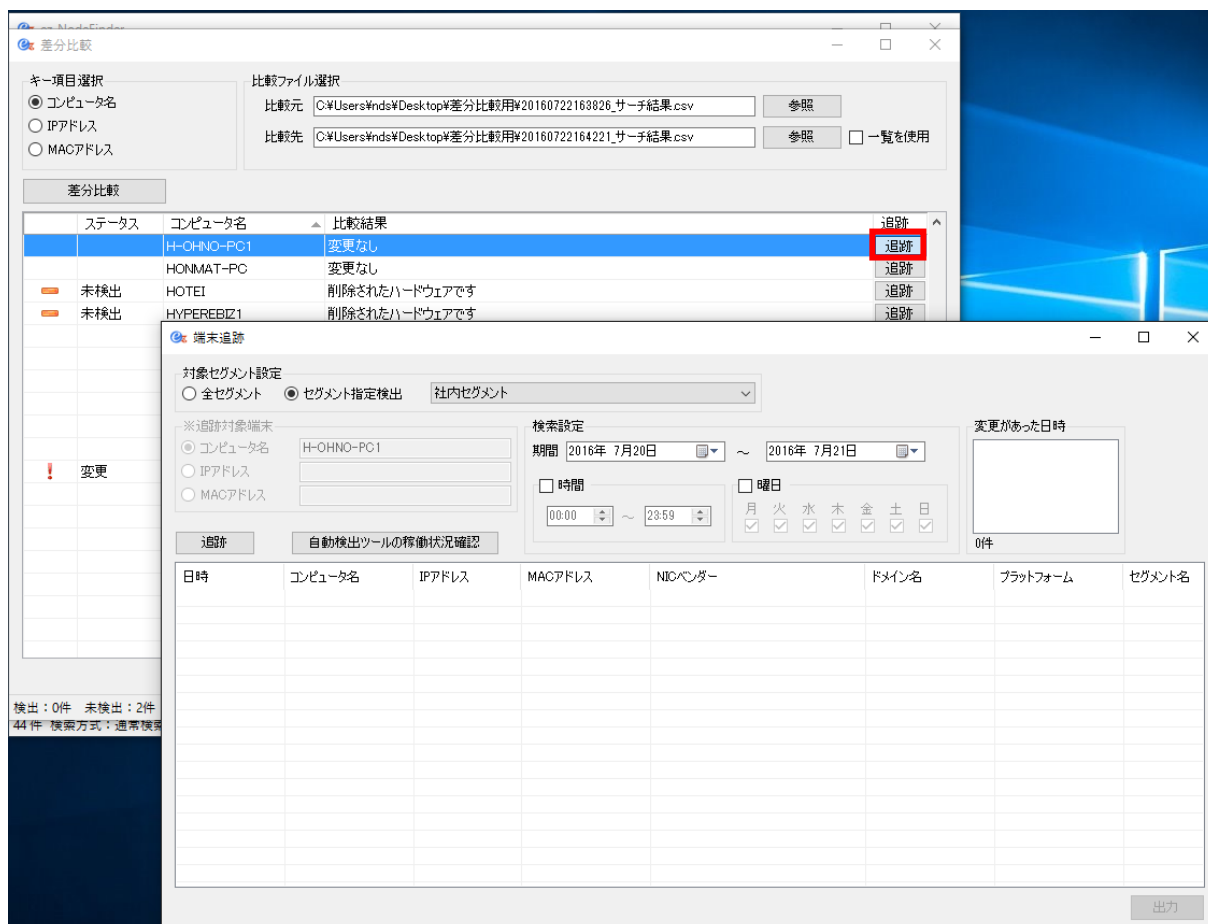 ez-NodeFinder
差分比較
キー項目選択
コンピュータ名
IPアドレス
MACアドレス
比較ファイル選択
比較元 C:¥Users¥nds¥Desktop¥差分比較用¥20160722163826_サーチ結果.csv 参照
比較先 C:¥Users¥nds¥Desktop¥差分比較用¥20160722164221_サーチ結果.csv 参照 一覧を使用
差分比較
ステータス コンピュータ名 比較結果 追跡
H-OHNO-PC1 変更なし 追跡
HONMAT-PC 変更なし 追跡
未検出 HOTEI 削除されたハードウェアです 追跡
未検出 HYPEREBIZ1 削除されたハードウェアです 追跡
! 変更
検出：0件 未検出：2件
44 件 検索方式：通常検索
端末追跡
対象セグメント設定
全セグメント セグメント指定検出 社内セグメント
※追跡対象端末
コンピュータ名 H-OHNO-PC1
IPアドレス
MACアドレス
検索設定
期間 2016年 7月20日 ～ 2016年 7月21日
時間
00:00 ～ 23:59
曜日
月 火 水 木 金 土 日
変更があった日時
0件
追跡 自動検出ツールの稼働状況確認
日時 コンピュータ名 IPアドレス MACアドレス NICベンダー ドメイン名 プラットフォーム セグメント名
出力